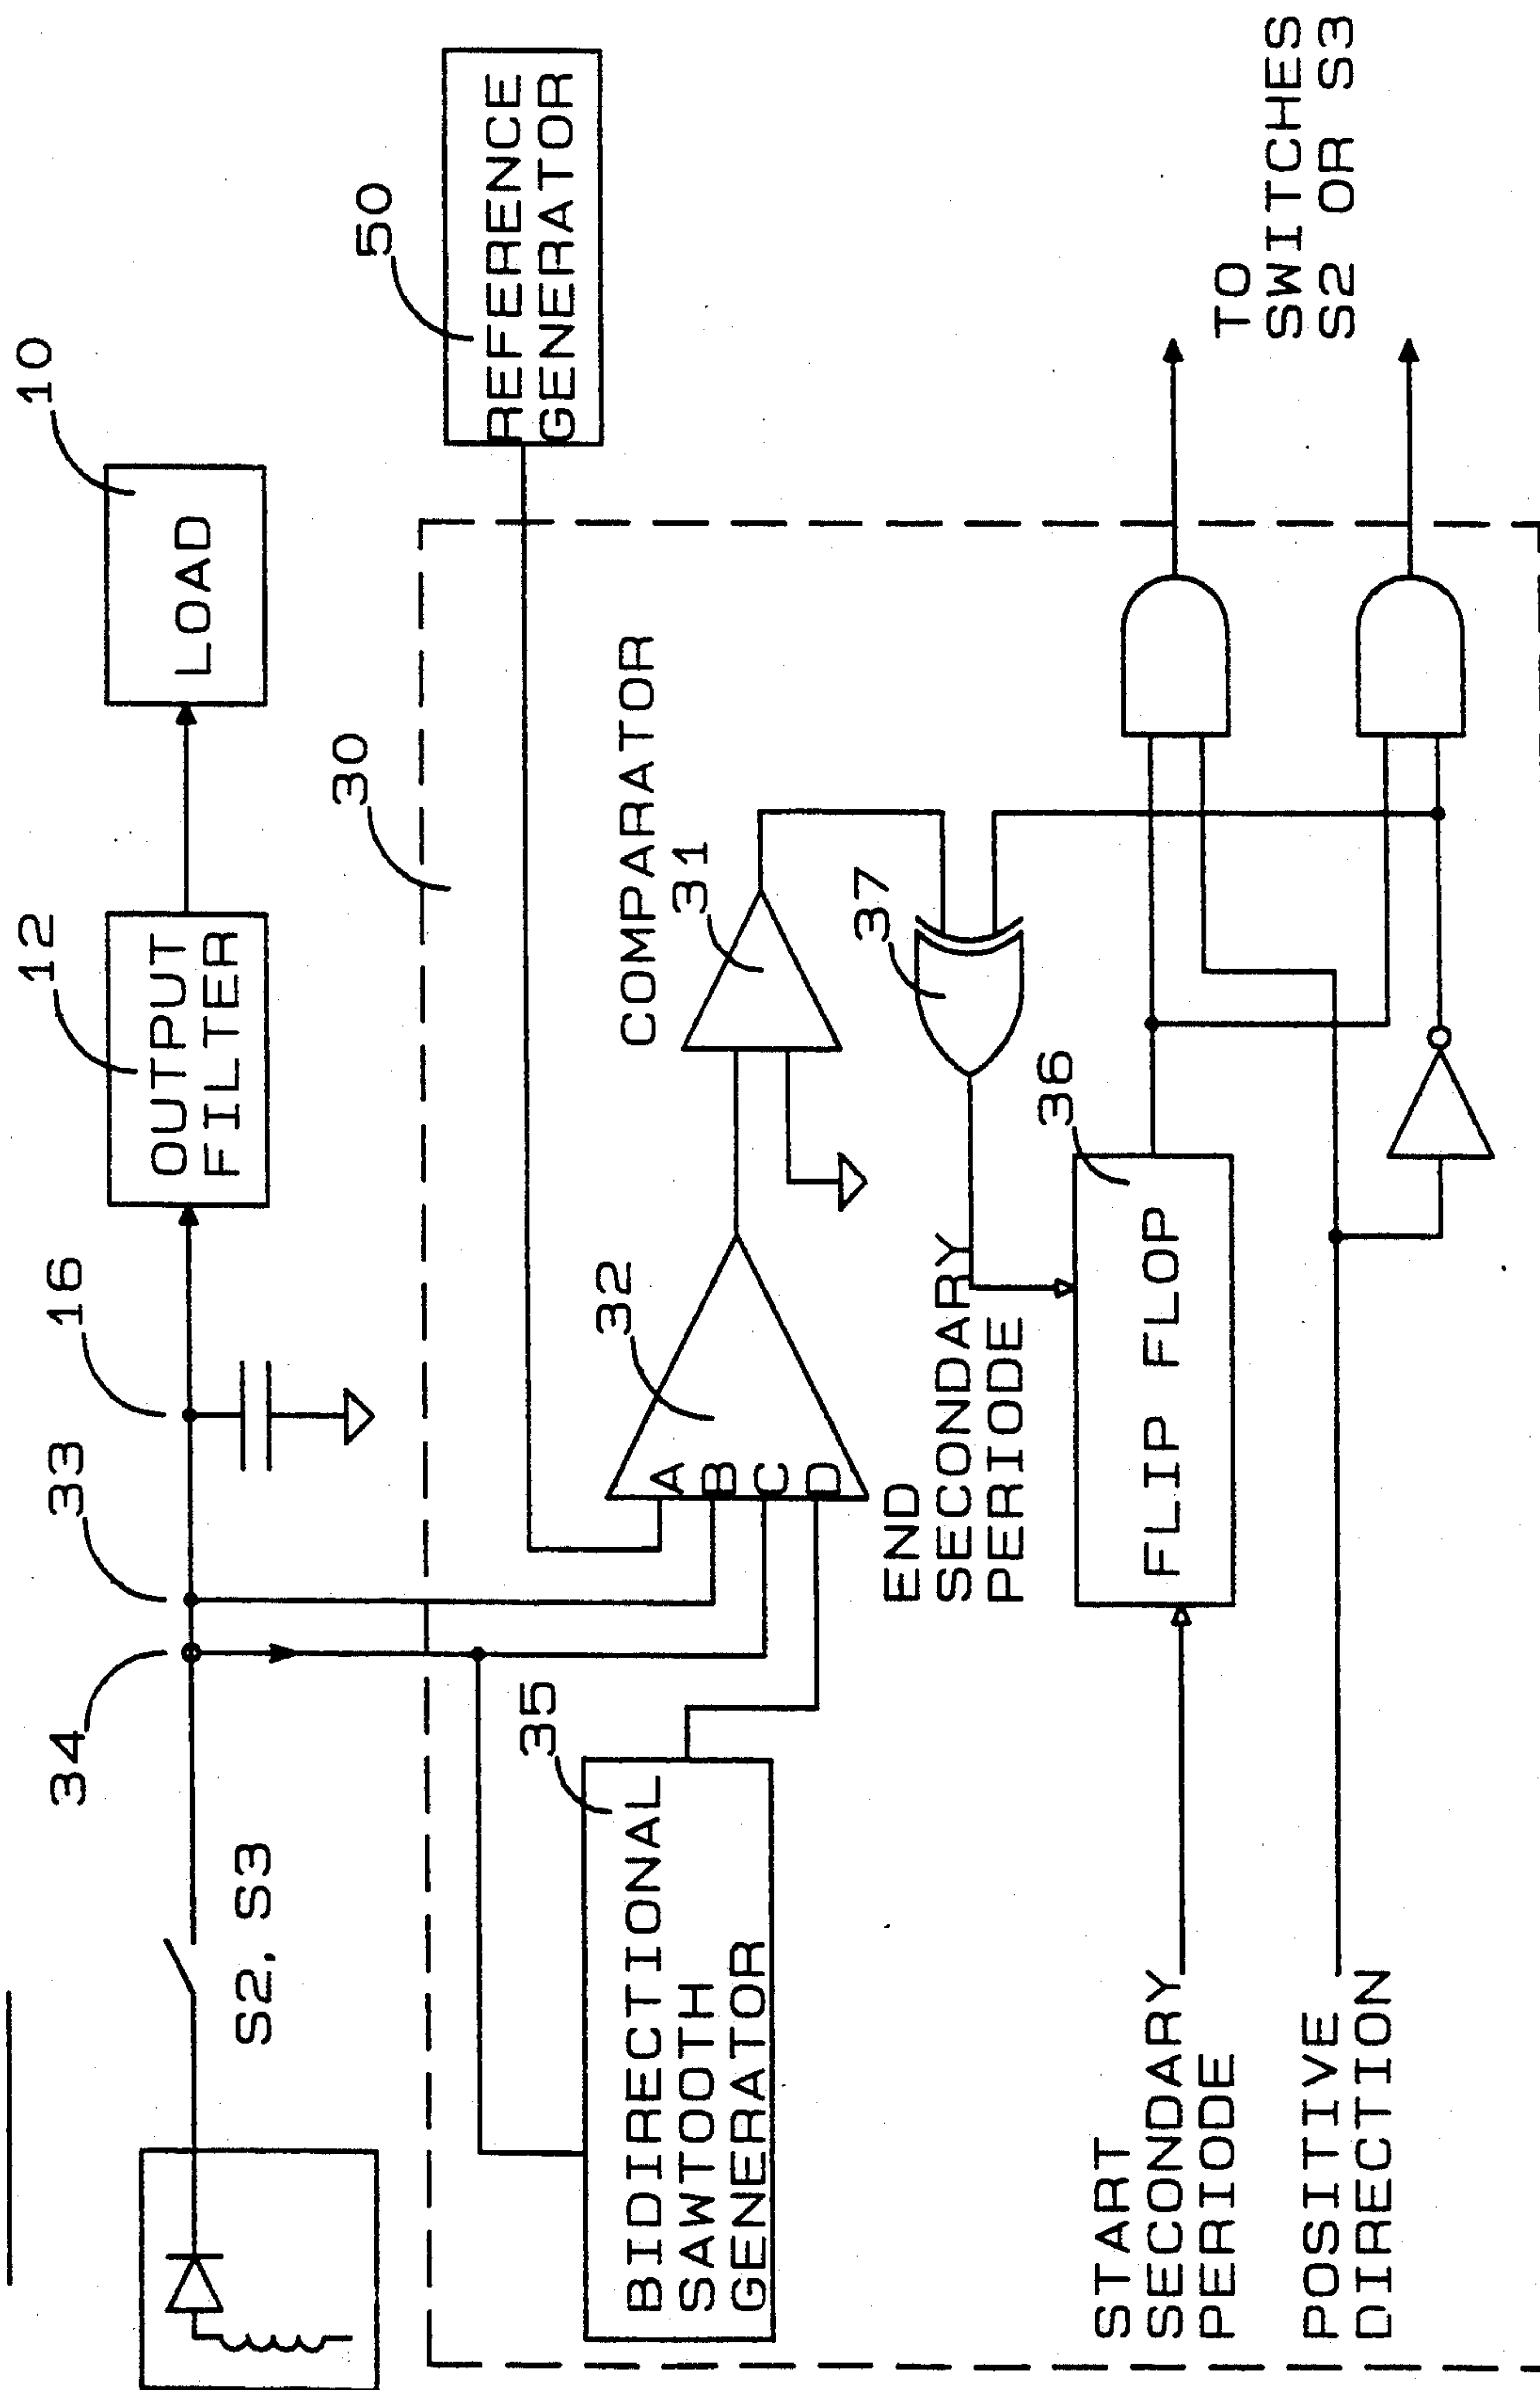 34
33
16
12
10
OUTPUT
FILTER
LOAD
S2, S3
30
50
REFERENCE
GENERATOR
35
BIDIRECTIONAL
SAWTOOTH
GENERATOR
32
A
B
C
D
COMPARATOR
31
37
END
SECONDARY
PERIODE
36
FLIP FLOP
START
SECONDARY
PERIODE
POSITIVE
DIRECTION
TO
SWITCHES
S2 OR S3